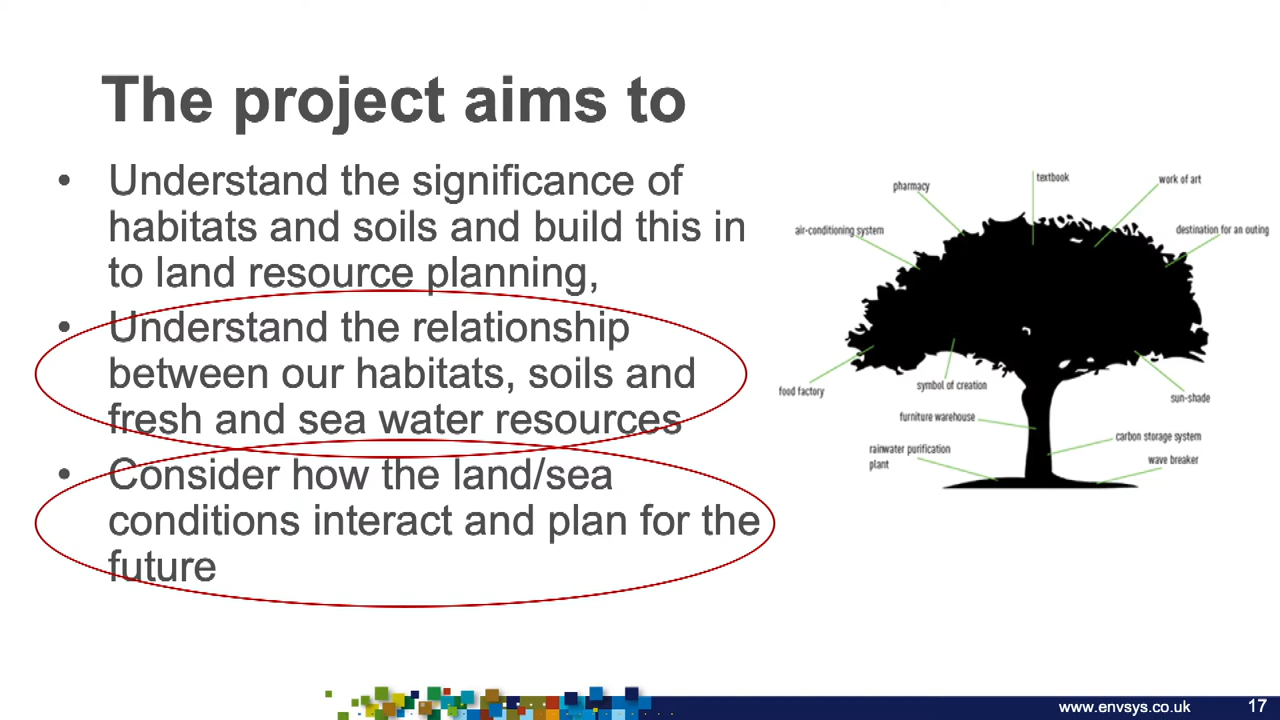 The project aims to
• Understand the significance of
habitats and soils and build this in
to land resource planning,
• Understand the relationship
between our habitats, soils and
fresh and sea water resources
• Consider how the land/sea
conditions interact and plan for the
future
textbook
pharmacy
work of art
air-conditioning system
destination for an outing
food factory
symbol of creation
sun-shade
furniture warehouse
carbon storage system
rainwater purification
plant
wave breaker
www.envsys.co.uk
17